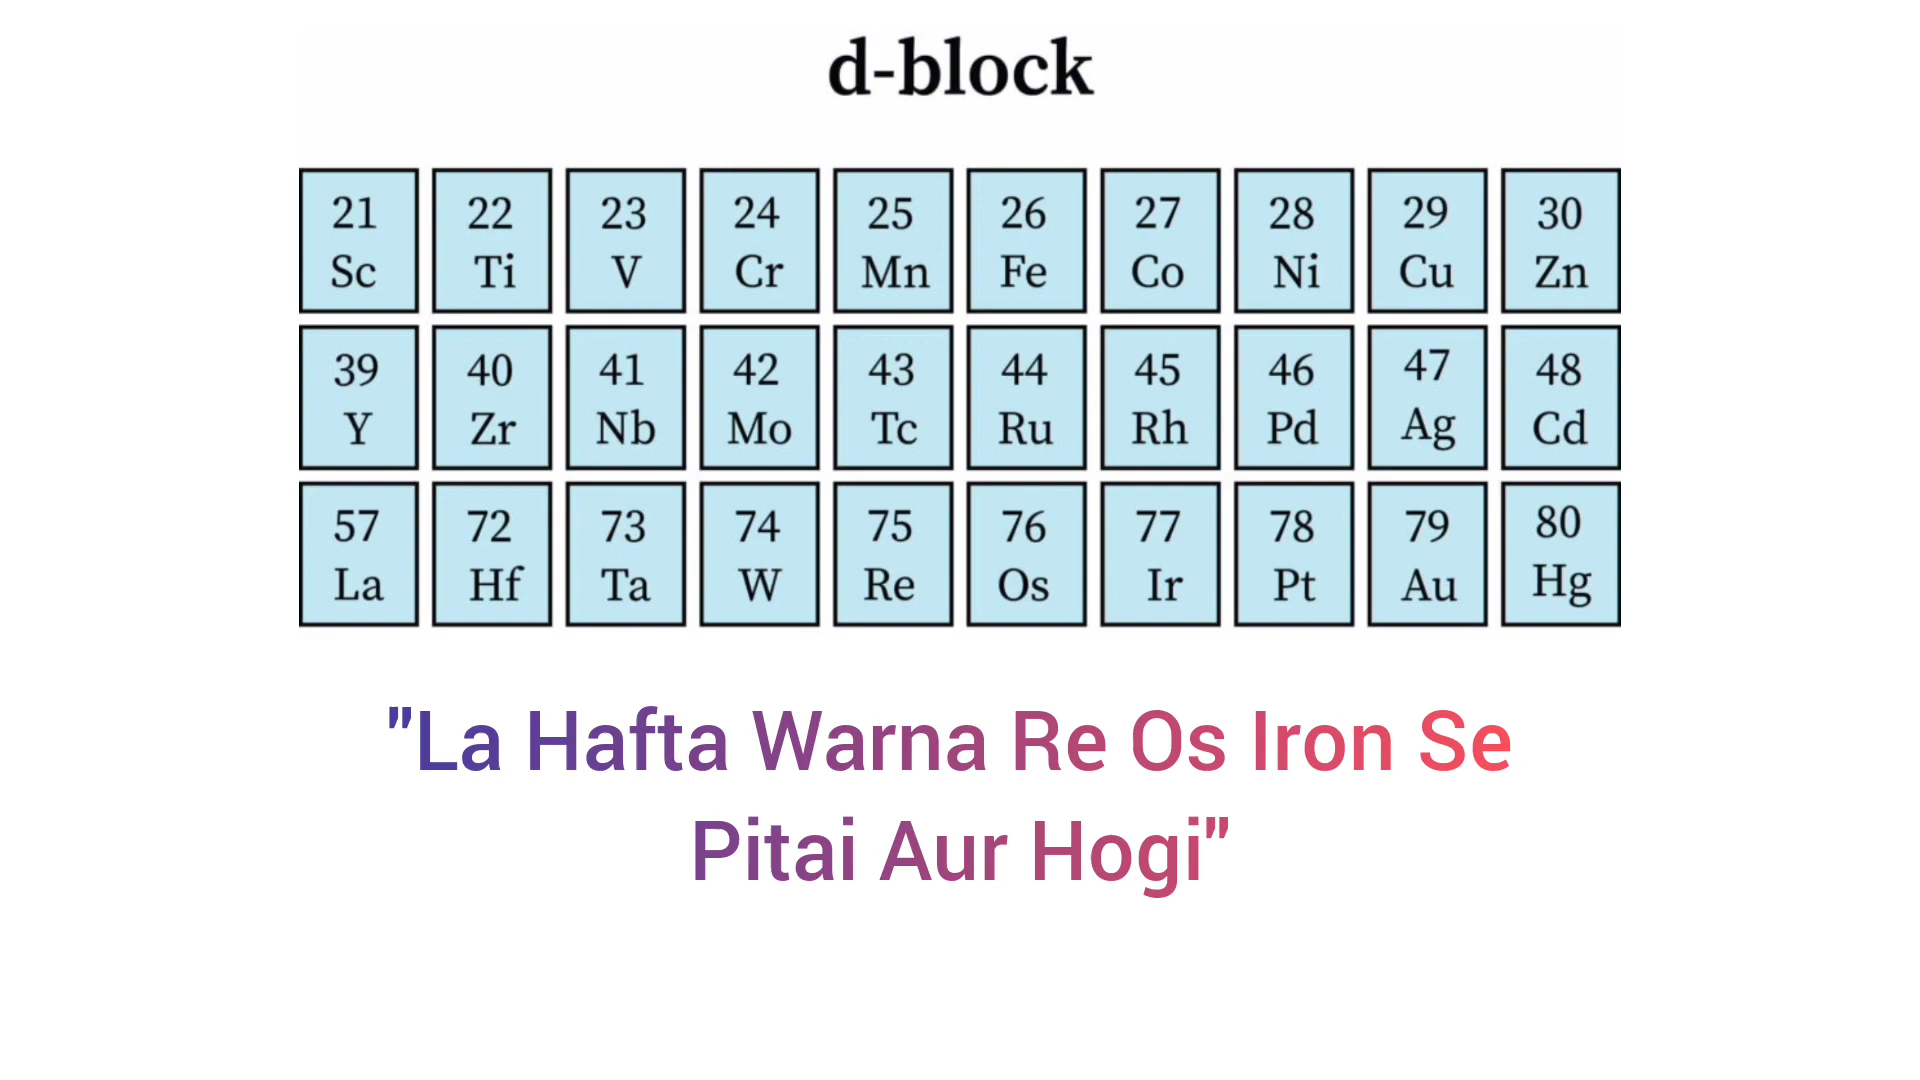 d-block
21 22 23 24 25 26 27 28 29 30
Sc Ti V Cr Mn Fe Co Ni Cu Zn
39 40 41 42 43 44 45 46 47 48
Y Zr Nb Mo Tc Ru Rh Pd Ag Cd
57 72 73 74 75 76 77 78 79 80
La Hf Ta W Re Os Ir Pt Au Hg
"La Hafta Warna Re Os Iron Se
Pitai Aur Hogi"